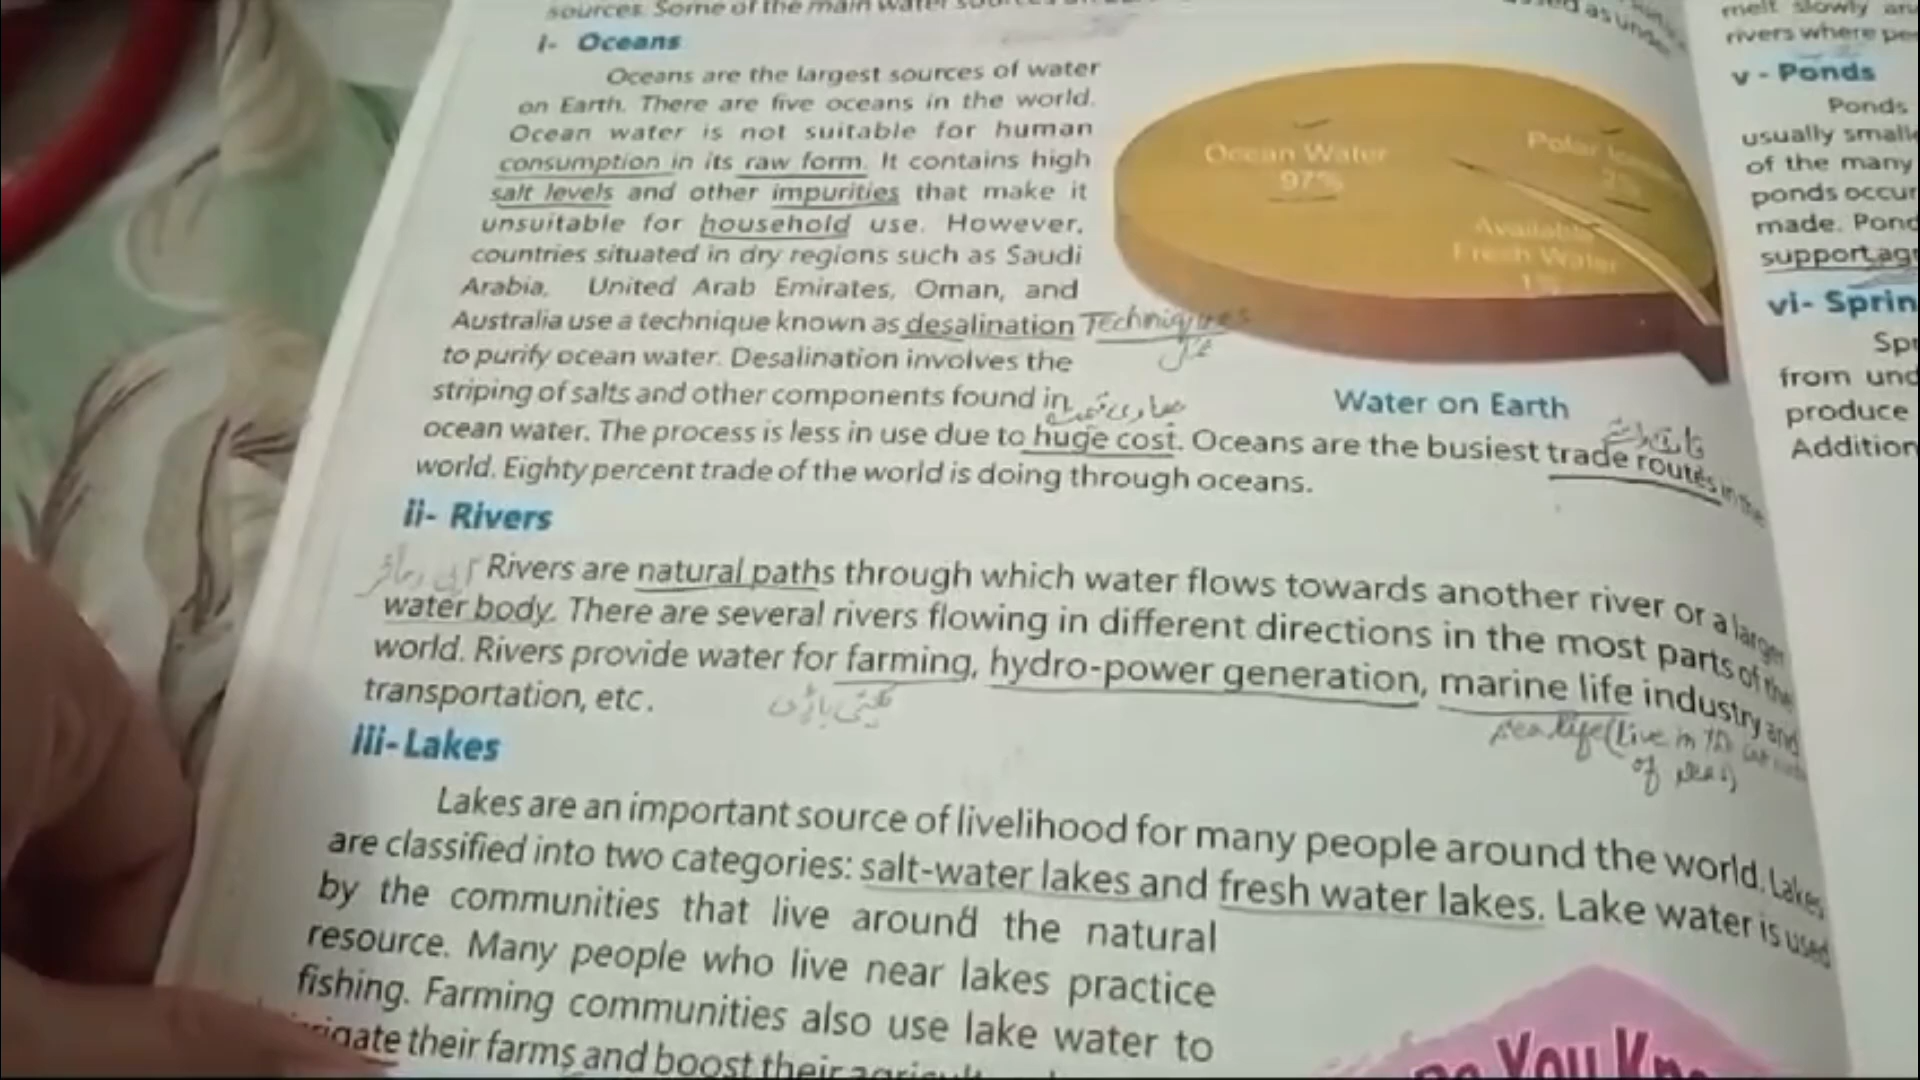 sources. Some of the main water
as under
i- Oceans
Oceans are the largest sources of water
on Earth. There are five oceans in the world.
Ocean water is not suitable for human
consumption in its raw form. It contains high
salt levels and other impurities that make it
unsuitable for household use. However,
countries situated in dry regions such as Saudi
Arabia, United Arab Emirates, Oman, and
Australia use a technique known as desalination Techniques
to purify ocean water. Desalination involves the
striping of salts and other components found in
ocean water. The process is less in use due to huge cost. Oceans are the busiest trade routes in the
world. Eighty percent trade of the world is doing through oceans.
Ocean Water
97%
Polar
2%
Available
Fresh Water
1%
Water on Earth
ii- Rivers
Rivers are natural paths through which water flows towards another river or a larger
water body. There are several rivers flowing in different directions in the most parts of the
world. Rivers provide water for farming, hydro-power generation, marine life industry and
transportation, etc.
کھیتی باڑی
sea life (live in
of sea)
iii- Lakes
Lakes are an important source of livelihood for many people around the world. Lakes
are classified into two categories: salt-water lakes and fresh water lakes. Lake water is used
by the communities that live around the natural
resource. Many people who live near lakes practice
fishing. Farming communities also use lake water to
their farms and boost their
You
melt slowly
rivers where
v - Ponds
Ponds
usually
of the many
ponds occur
made.
support
vi-
from
produce